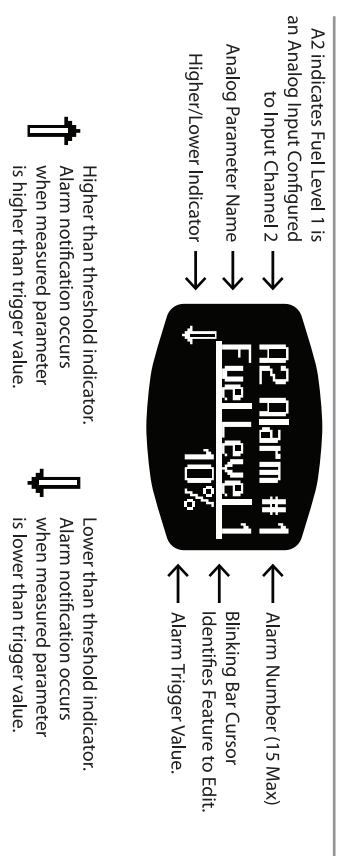 A2 indicates Fuel Level 1 is
an Analog Input Configured
to Input Channel 2
Analog Parameter Name
Higher/Lower Indicator
A2 Alarm #1
Fuel Level 1
10%
Alarm Number (15 Max)
Blinking Bar Cursor
Identifies Feature to Edit.
Alarm Trigger Value.
Higher than threshold indicator.
Alarm notification occurs
when measured parameter
is higher than trigger value.
Lower than threshold indicator.
Alarm notification occurs
when measured parameter
is lower than trigger value.